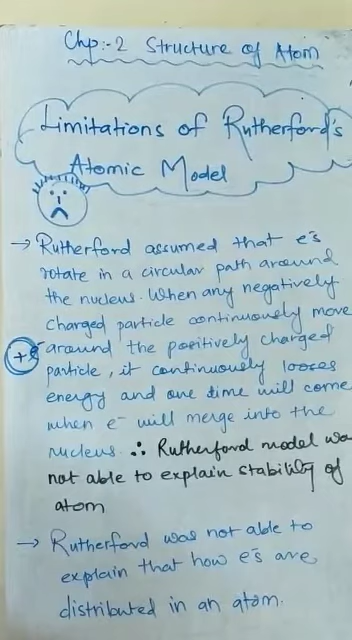 Chp:-2 Structure of Atom
Limitations of Rutherford's
Atomic Model
→ Rutherford assumed that e⁻s
rotate in a circular path around
the nucleus. When any negatively
charged particle continuously move
around the positively charged
particle, it continuously looses
energy and one time will come
when e⁻ will merge into the
nucleus. ∴ Rutherford model was
not able to explain stability of
atom
→ Rutherford was not able to
explain that how e⁻s are
distributed in an atom.